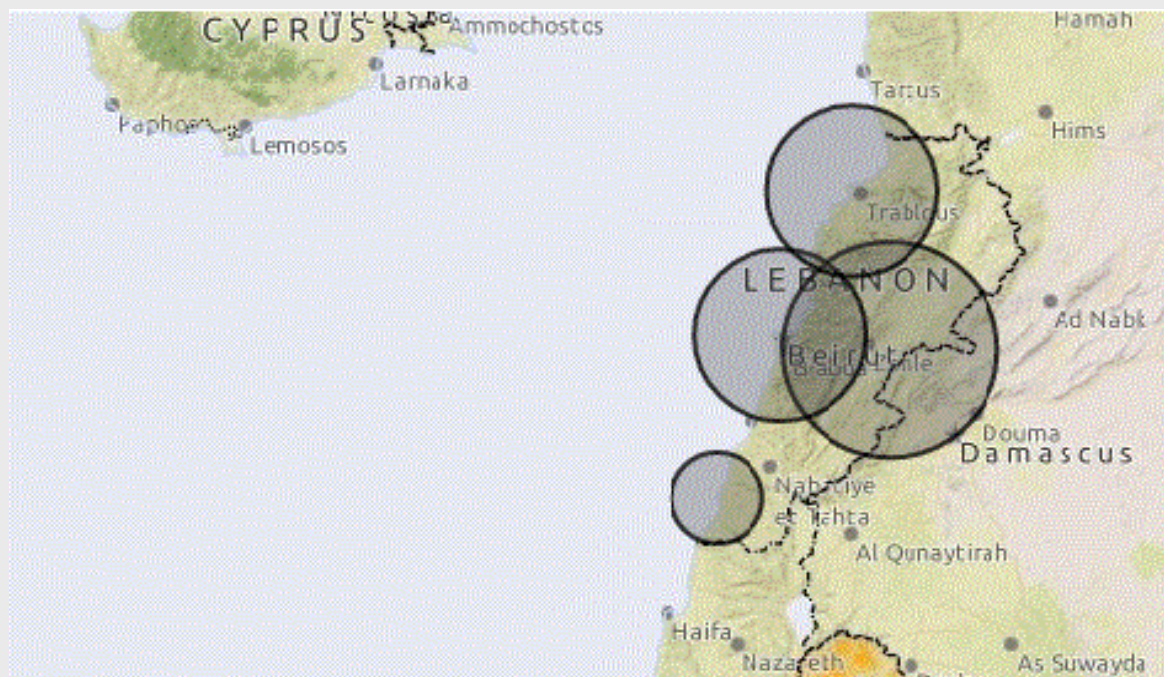 CYPRUS
Ammochostos
Hamah
Larnaka
Tartus
Paphos
Hims
Lemosos
Trablous
LEBANON
Ad Nabk
Beirut
Douma
Damascus
Nabatiye
et Tahta
Al Qunaytirah
Haifa
Nazareth
As Suwayda